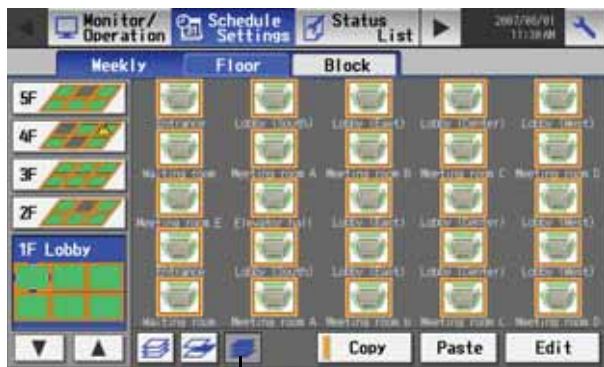 Monitor/
Operation
Schedule
Settings
Status
List
2007/06/01
11:30 AM
Weekly
Floor
Block
5F
Entrance
Lobby (South)
Lobby (East)
Lobby (Center)
Lobby (West)
4F
3F
Waiting room
Meeting room A
Meeting room B
Meeting room C
Meeting room D
2F
Meeting room E
Elevator hall
Lobby (East)
Lobby (Center)
Lobby (West)
1F Lobby
Entrance
Lobby (South)
Lobby (East)
Lobby (Center)
Lobby (West)
Waiting room
Meeting room A
Meeting room B
Meeting room C
Meeting room D
Copy
Paste
Edit